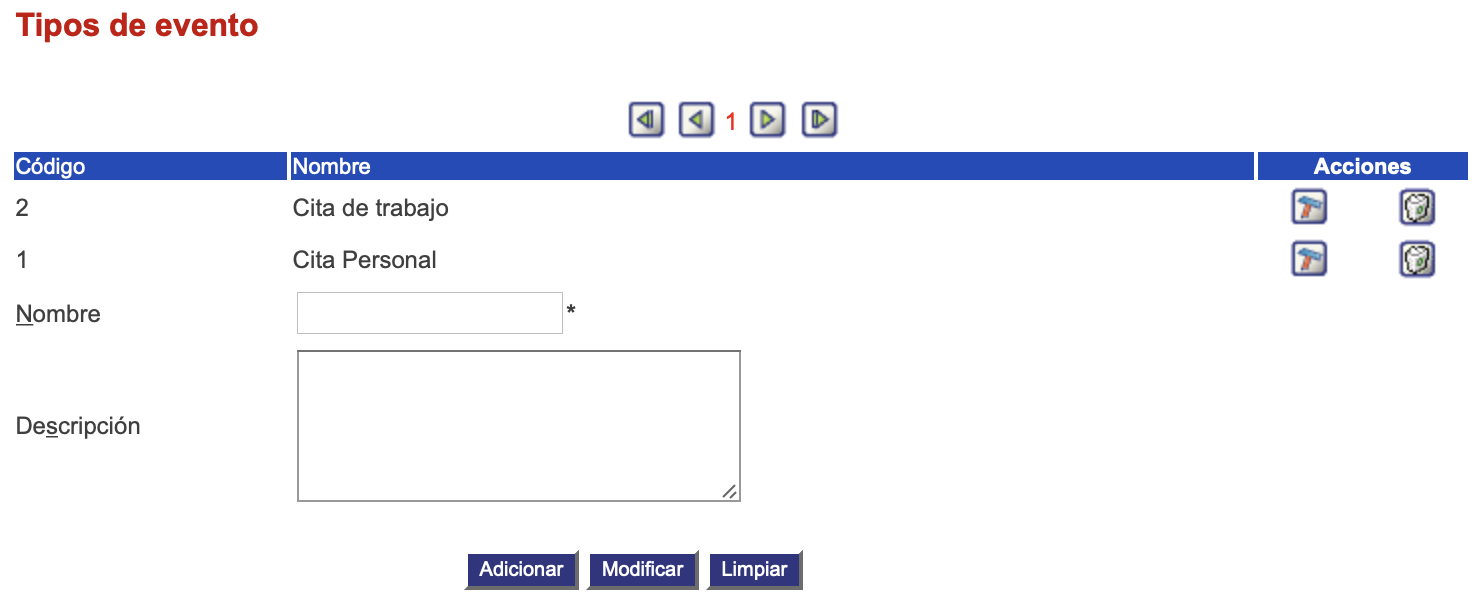 Tipos de evento
1
Código Nombre Acciones
2 Cita de trabajo
1 Cita Personal
Nombre *
Descripción
Adicionar Modificar Limpiar